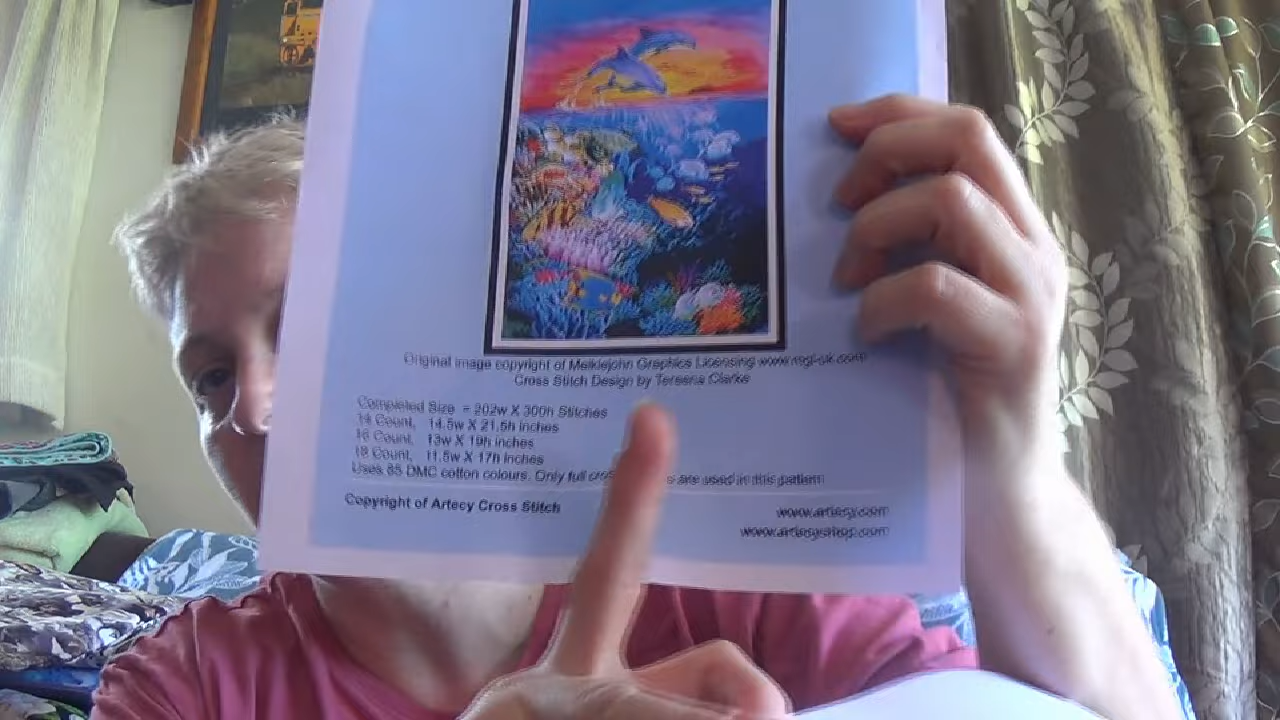 Original image copyright of Meiklejohn Graphics Licensing www.mgl-uk.com
Cross Stitch Design by Tereena Clarke
Completed Size = 202w X 300h Stitches
14 Count, 14.5w X 21.5h inches
16 Count, 13w X 19h inches
18 Count, 11.5w X 17h inches
Uses 85 DMC cotton colours. Only full are used in this pattern
Copyright of Artecy Cross Stitch
www.artecy.com
www.artecyshop.com